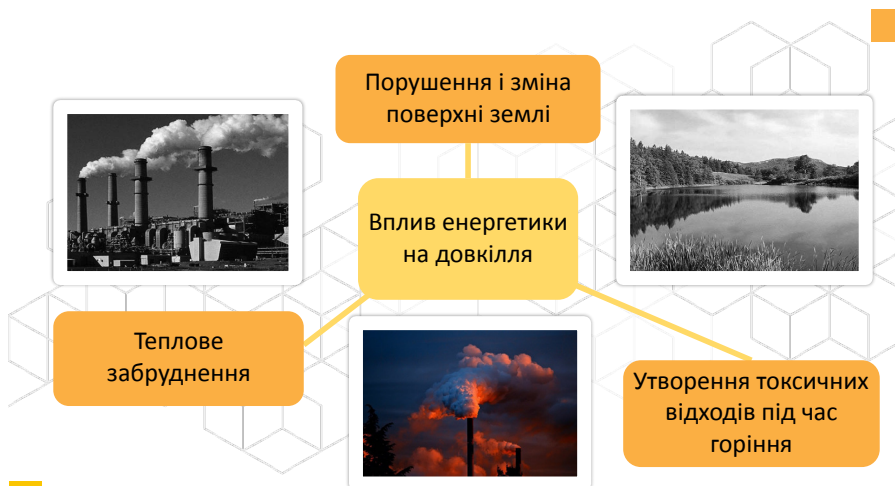 Порушення і зміна
поверхні землі
Вплив енергетики
на довкілля
Теплове
забруднення
Утворення токсичних
відходів під час
горіння